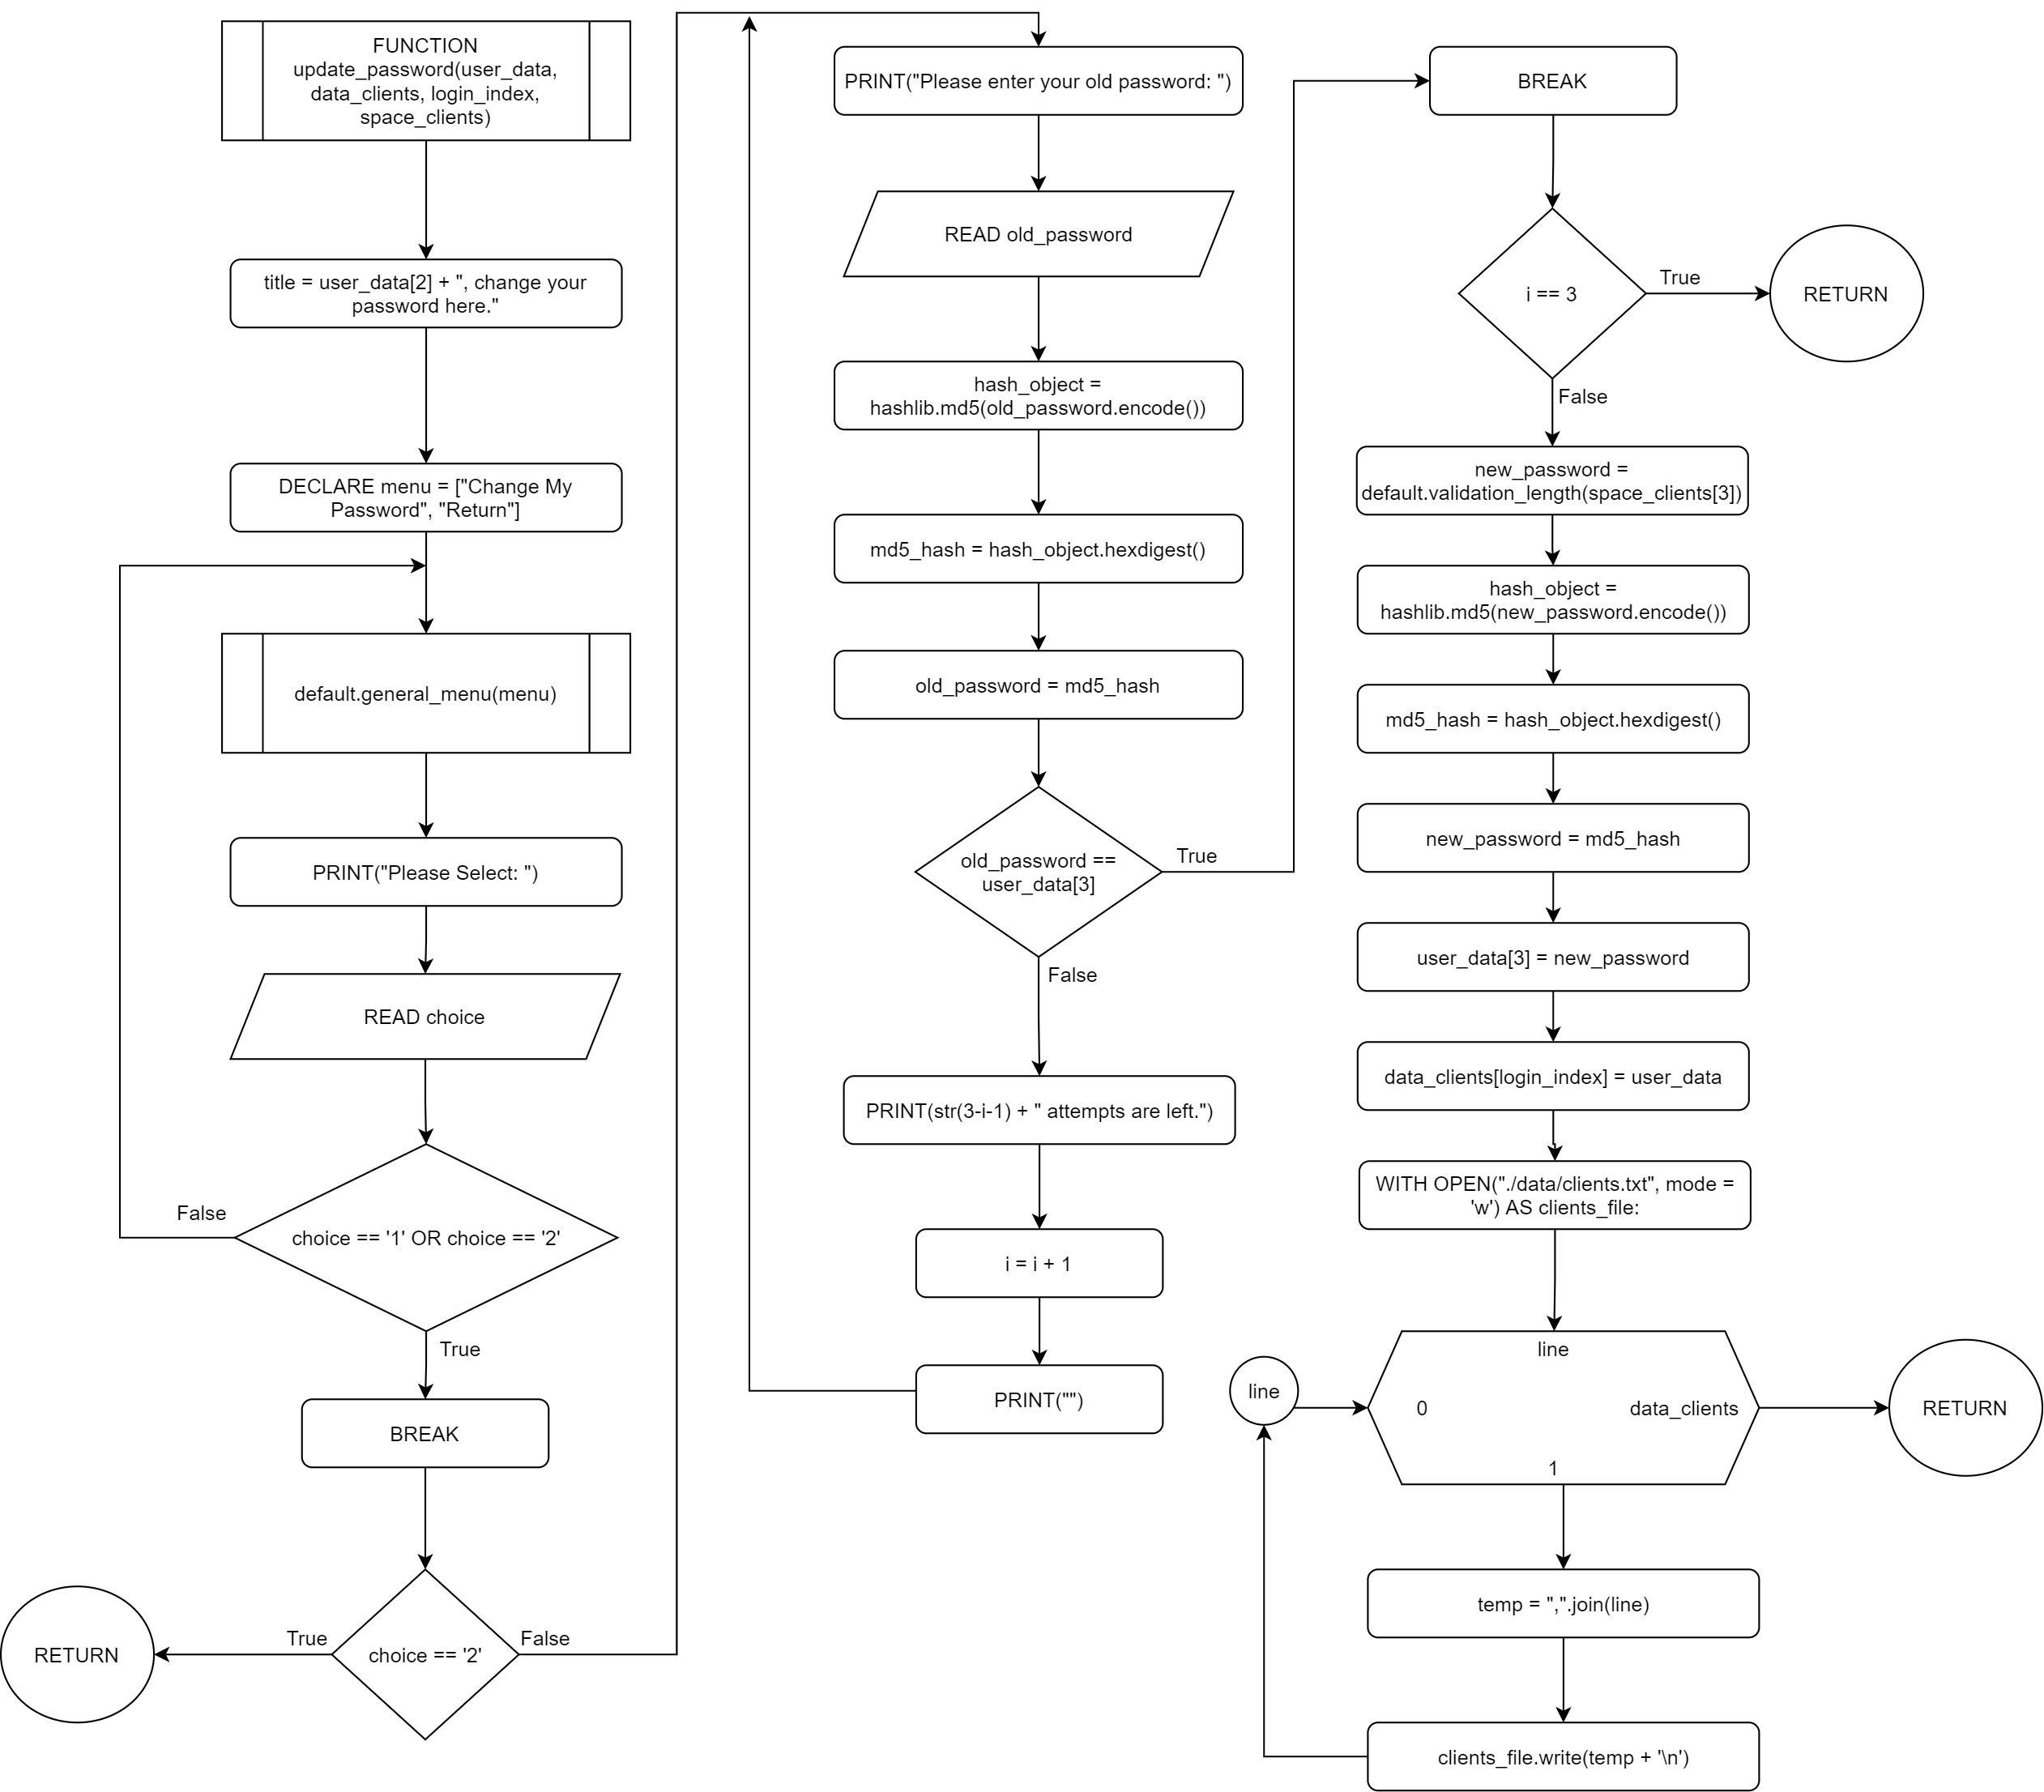 FUNCTION
update_password(user_data,
data_clients, login_index,
space_clients)
title = user_data[2] + ", change your
password here."
DECLARE menu = ["Change My
Password", "Return"]
default.general_menu(menu)
PRINT("Please Select: ")
READ choice
False
choice == '1' OR choice == '2'
True
BREAK
True
choice == '2'
False
RETURN
PRINT("Please enter your old password: ")
READ old_password
hash_object =
hashlib.md5(old_password.encode())
md5_hash = hash_object.hexdigest()
old_password = md5_hash
old_password ==
user_data[3]
True
False
PRINT(str(3-i-1) + " attempts are left.")
i = i + 1
PRINT("")
BREAK
i == 3
True
RETURN
False
new_password =
default.validation_length(space_clients[3])
hash_object =
hashlib.md5(new_password.encode())
md5_hash = hash_object.hexdigest()
new_password = md5_hash
user_data[3] = new_password
data_clients[login_index] = user_data
WITH OPEN("./data/clients.txt", mode =
'w') AS clients_file:
line
line
0
data_clients
1
RETURN
temp = ",".join(line)
clients_file.write(temp + '\n')